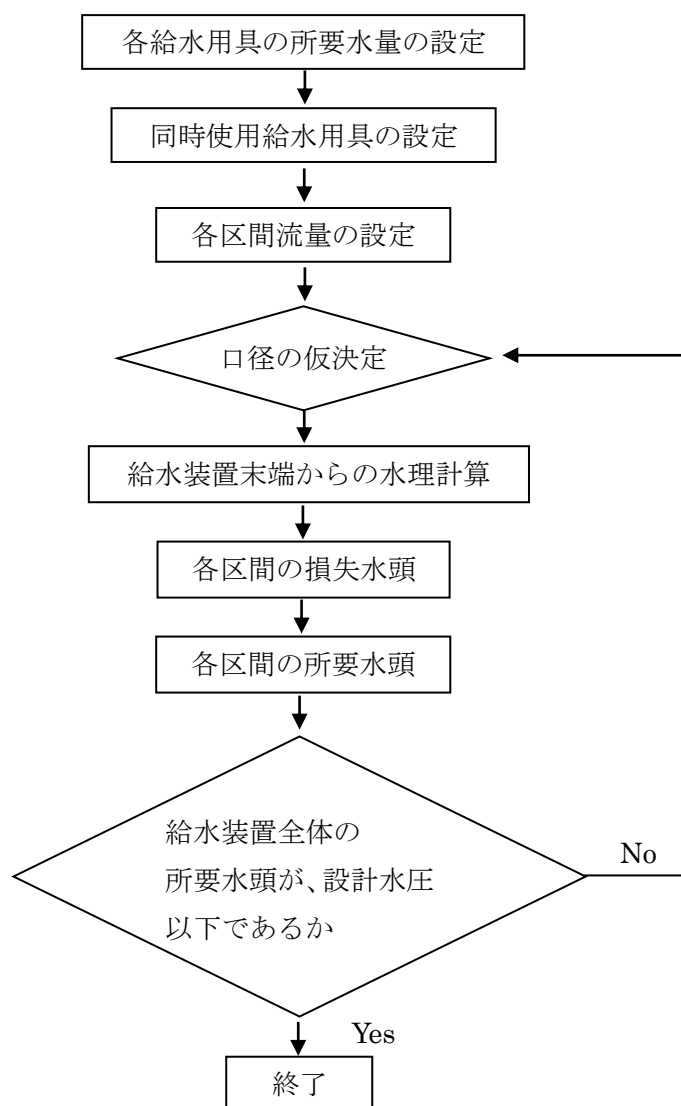 各給水用具の所要水量の設定
同時使用給水用具の設定
各区間流量の設定
口径の仮決定
給水装置末端からの水理計算
各区間の損失水頭
各区間の所要水頭
給水装置全体の
所要水頭が、設計水圧
以下であるか
No
Yes
終了